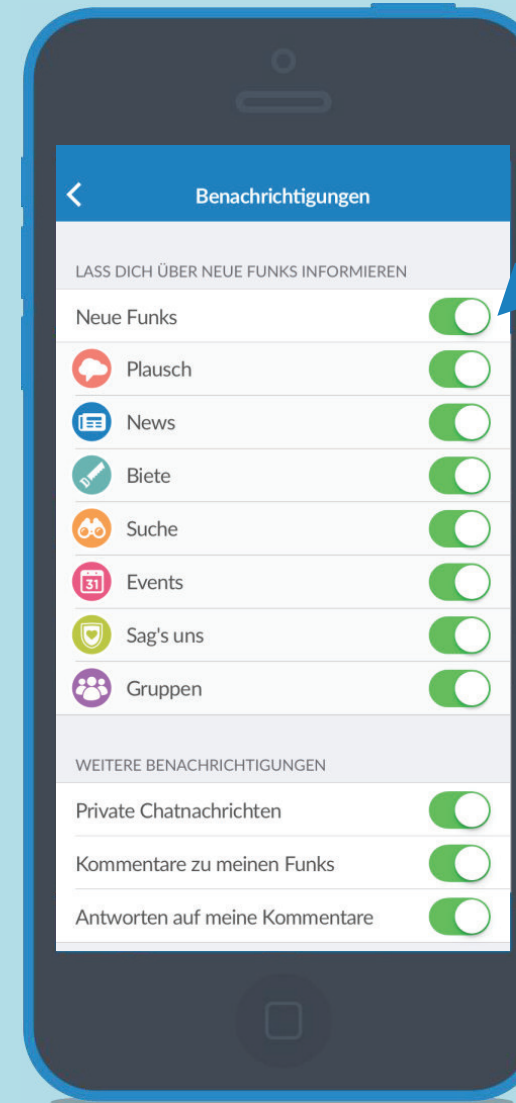 Benachrichtigungen
LASS DICH ÜBER NEUE FUNKS INFORMIEREN
Neue Funks
Plausch
News
Biete
Suche
31
Events
Sag's uns
Gruppen
WEITERE BENACHRICHTIGUNGEN
Private Chatnachrichten
Kommentare zu meinen Funks
Antworten auf meine Kommentare